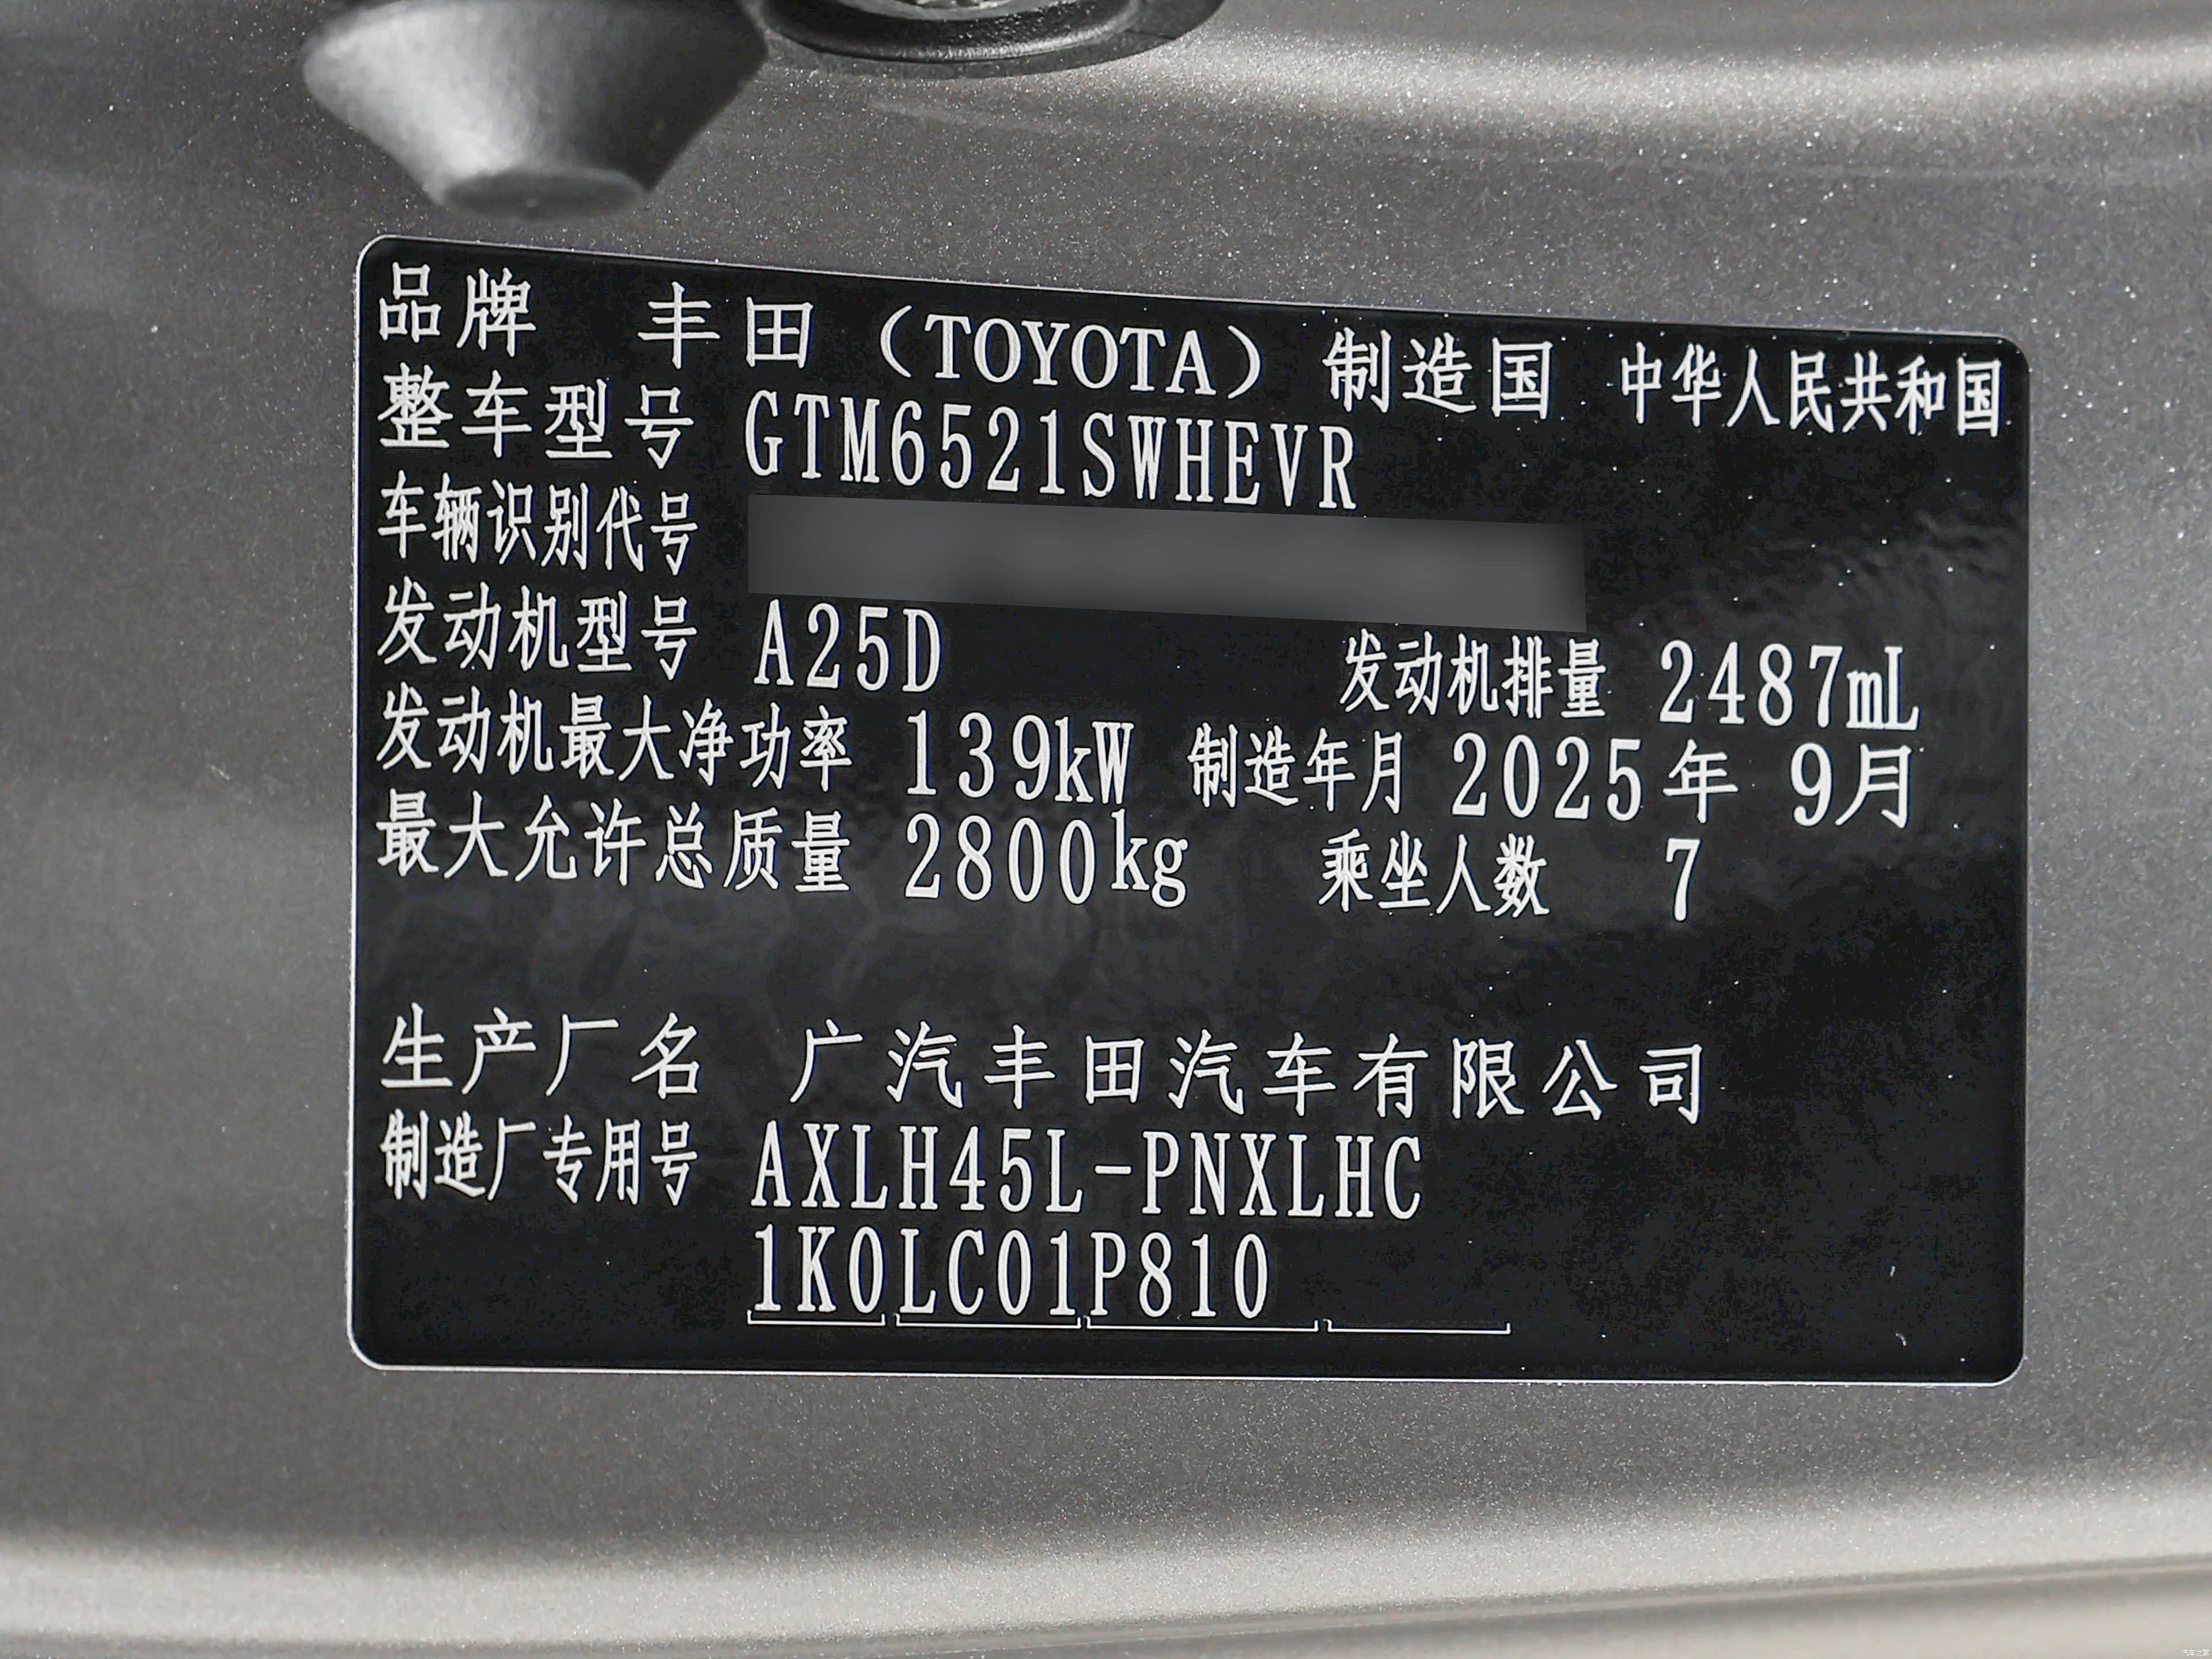 品牌 丰田（TOYOTA）制造国 中华人民共和国
整车型号 GTM6521SWHEVR
车辆识别代号
发动机型号 A25D 发动机排量 2487mL
发动机最大净功率 139kW 制造年月 2025年 9月
最大允许总质量 2800kg 乘坐人数 7
生产厂名 广汽丰田汽车有限公司
制造厂专用号 AXLH45L-PNXLHC
1K0LC01P810
汽车之家